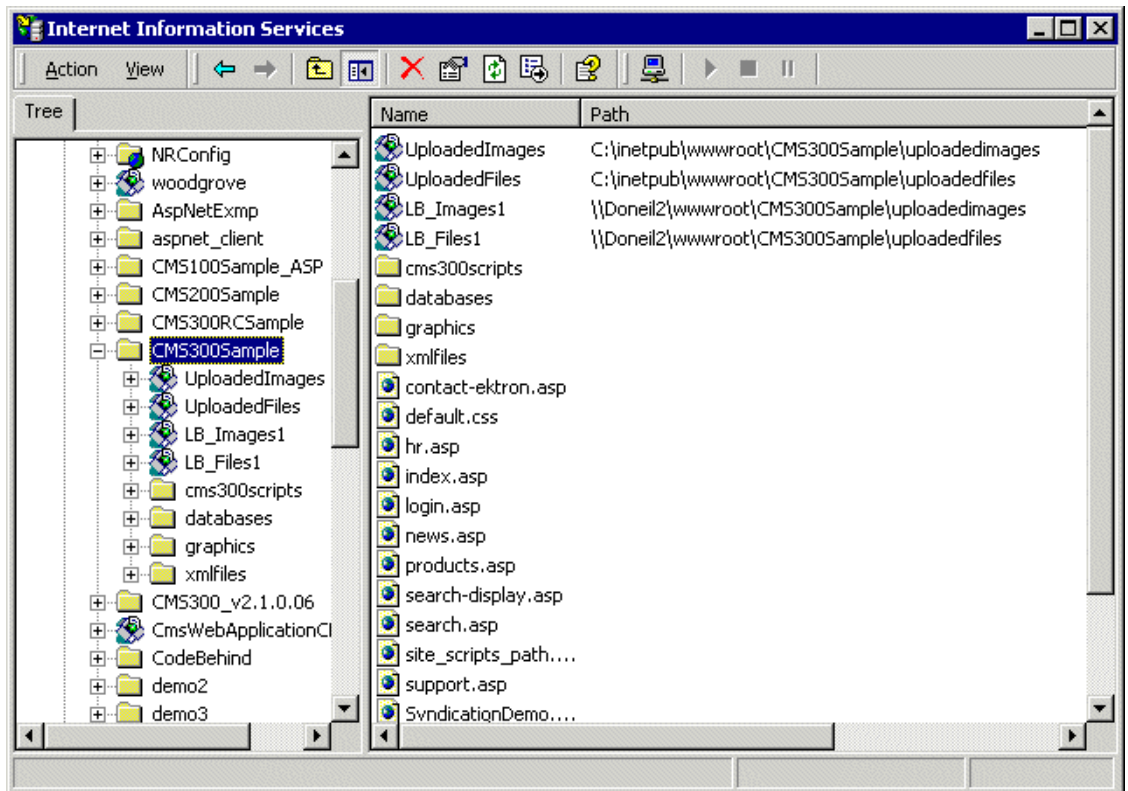 Internet Information Services
Action View
Tree
NRConfig
woodgrove
AspNetExmp
aspnet_client
CMS100Sample_ASP
CMS200Sample
CMS300RCSample
CMS300Sample
UploadedImages
UploadedFiles
LB_Images1
LB_Files1
cms300scripts
databases
graphics
xmlfiles
CMS300_v2.1.0.06
CmsWebApplicationCl
CodeBehind
demo2
demo3
Name Path
UploadedImages C:\inetpub\wwwroot\CMS300Sample\uploadedimages
UploadedFiles C:\inetpub\wwwroot\CMS300Sample\uploadedfiles
LB_Images1 \\Doneil2\wwwroot\CMS300Sample\uploadedimages
LB_Files1 \\Doneil2\wwwroot\CMS300Sample\uploadedfiles
cms300scripts
databases
graphics
xmlfiles
contact-ektron.asp
default.css
hr.asp
index.asp
login.asp
news.asp
products.asp
search-display.asp
search.asp
site_scripts_path....
support.asp
SyndicationDemo....